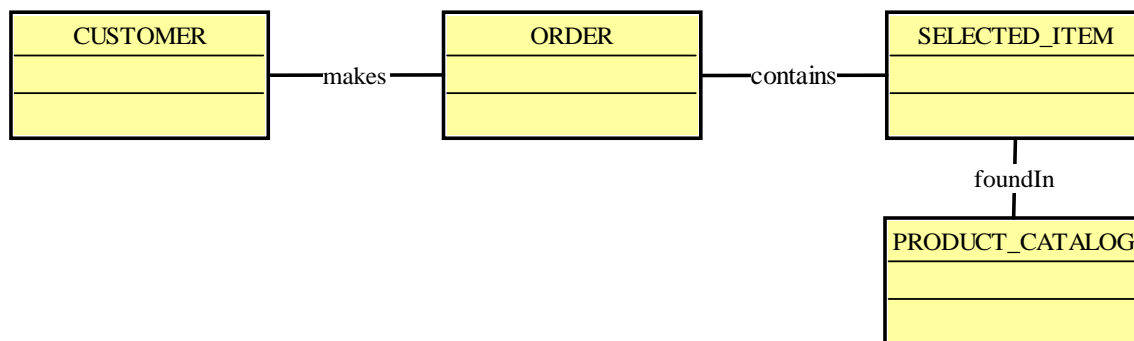 CUSTOMER
makes
ORDER
contains
SELECTED_ITEM
foundIn
PRODUCT_CATALOG